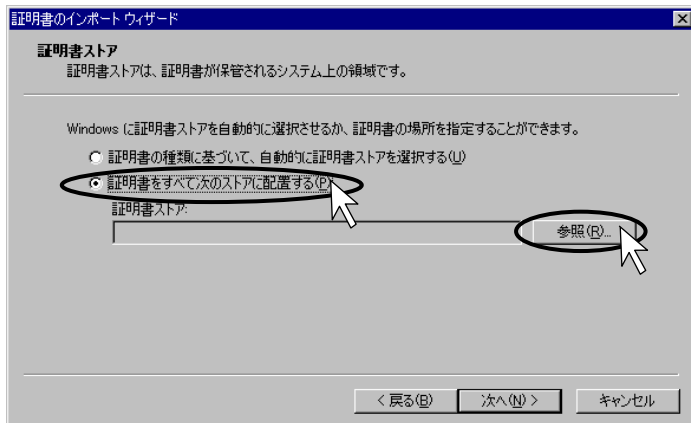 証明書のインポート ウィザード
証明書ストア
証明書ストアは、証明書が保管されるシステム上の領域です。
Windows に証明書ストアを自動的に選択させるか、証明書の場所を指定することができます。
証明書の種類に基づいて、自動的に証明書ストアを選択する(U)
証明書をすべて次のストアに配置する(P)
証明書ストア:
参照(R)...
< 戻る(B)
次へ(N) >
キャンセル